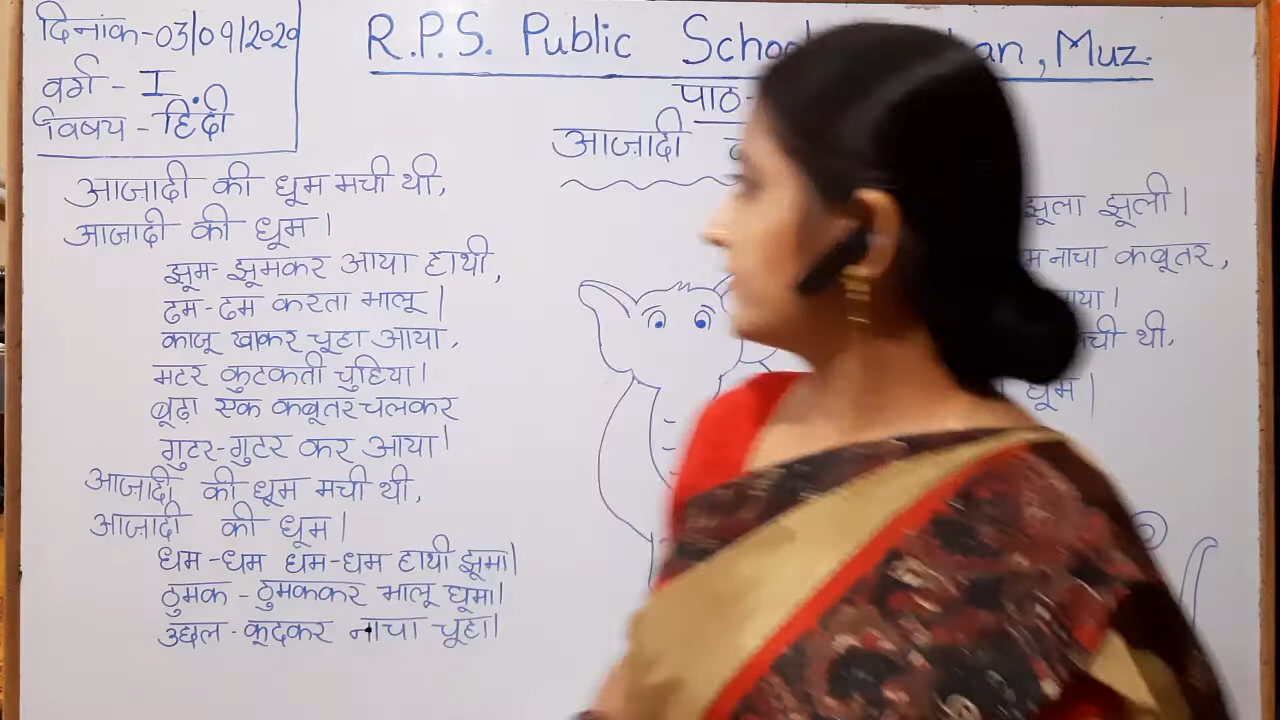 दिनांक-03/09/2020
वर्ग - I
विषय - हिंदी
R.P.S. Public School an, Muz.
पाठ-
आज़ादी
आज़ादी की धूम मची थी,
आज़ादी की धूम।
झूम-झूमकर आया हाथी,
ढम-ढम करता भालू।
काजू खाकर चूहा आया,
मटर कुटकती चुहिया।
बूढ़ा एक कबूतर चलकर
गुटर-गुटर कर आया।
आज़ादी की धूम मची थी,
आज़ादी की धूम।
धम-धम धम-धम हाथी झूमा।
ठुमक-ठुमककर भालू घूमा।
उछल-कूदकर नाचा चूहा।
झूला झूली।
नाचा कबूतर,
थी,
धूम।